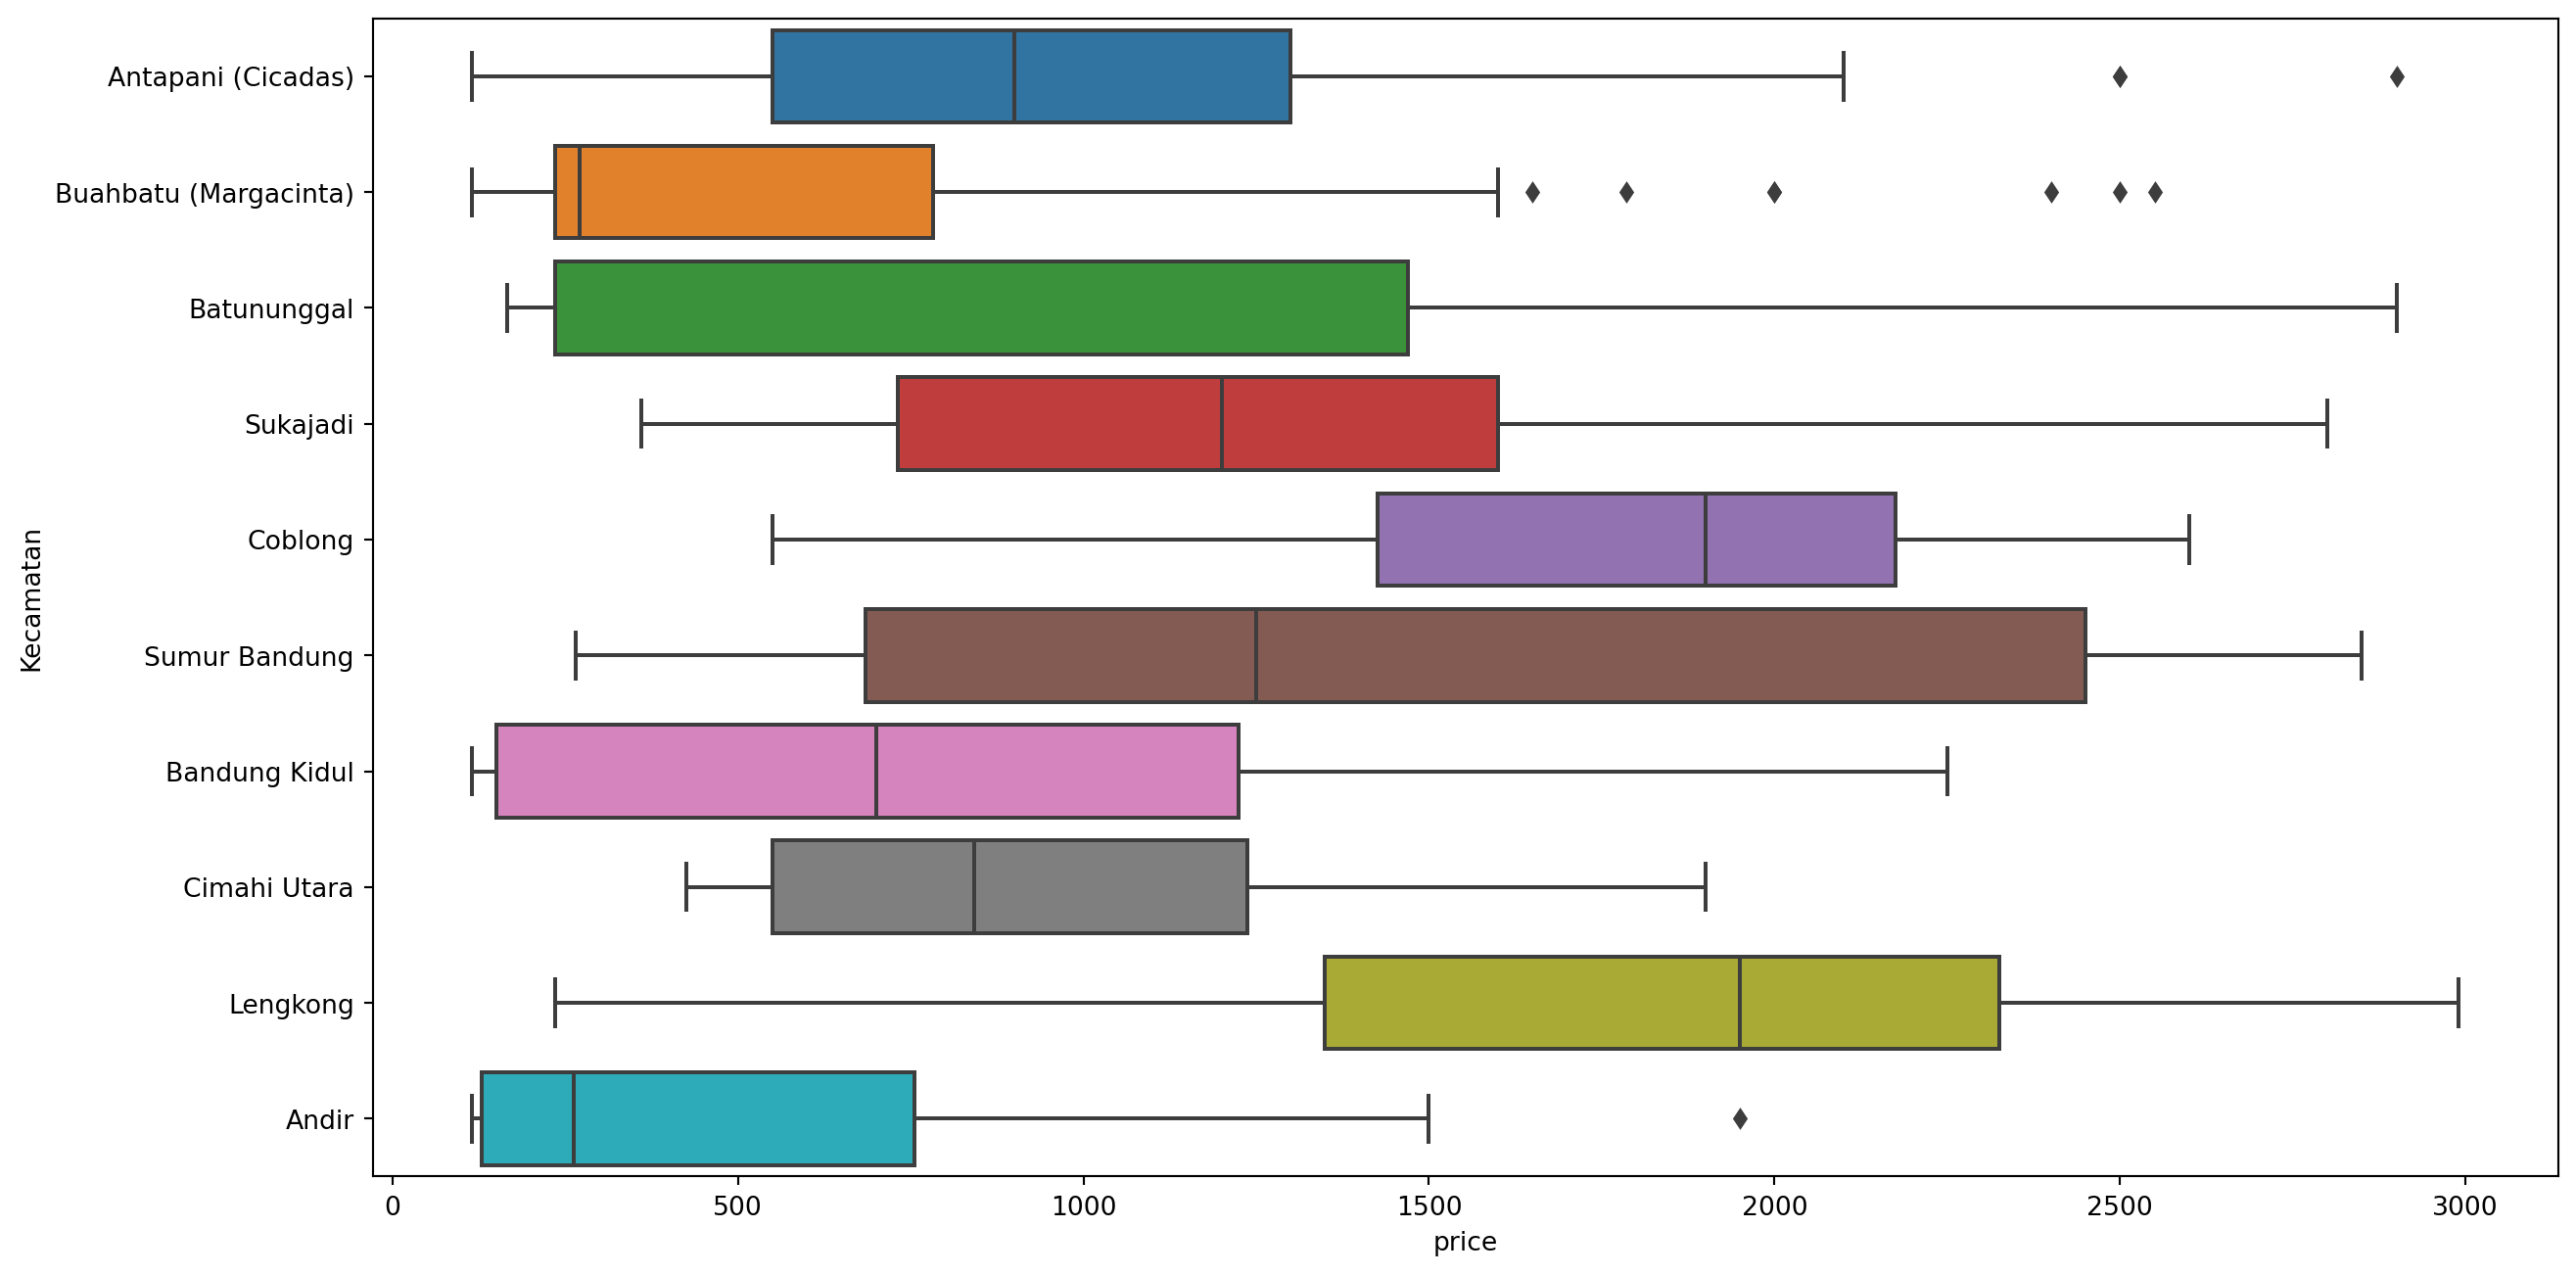 Antapani (Cicadas)
Buahbatu (Margacinta)
Batununggal
Sukajadi
Coblong
Sumur Bandung
Bandung Kidul
Cimahi Utara
Lengkong
Andir
Kecamatan
0 500 1000 1500 2000 2500 3000
price